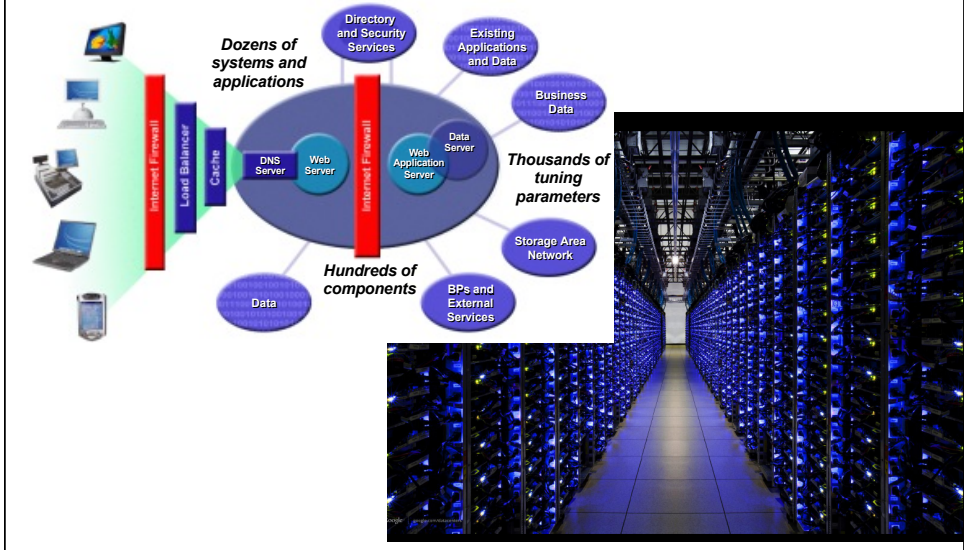 Dozens of
systems and
applications
Directory
and Security
Services
Existing
Applications
and Data
Business
Data
Internet Firewall
Load Balancer
Cache
DNS
Server
Web
Server
Internet Firewall
Web
Application
Server
Data
Server
Thousands of
tuning
parameters
Storage Area
Network
Hundreds of
components
Data
BPs and
External
Services